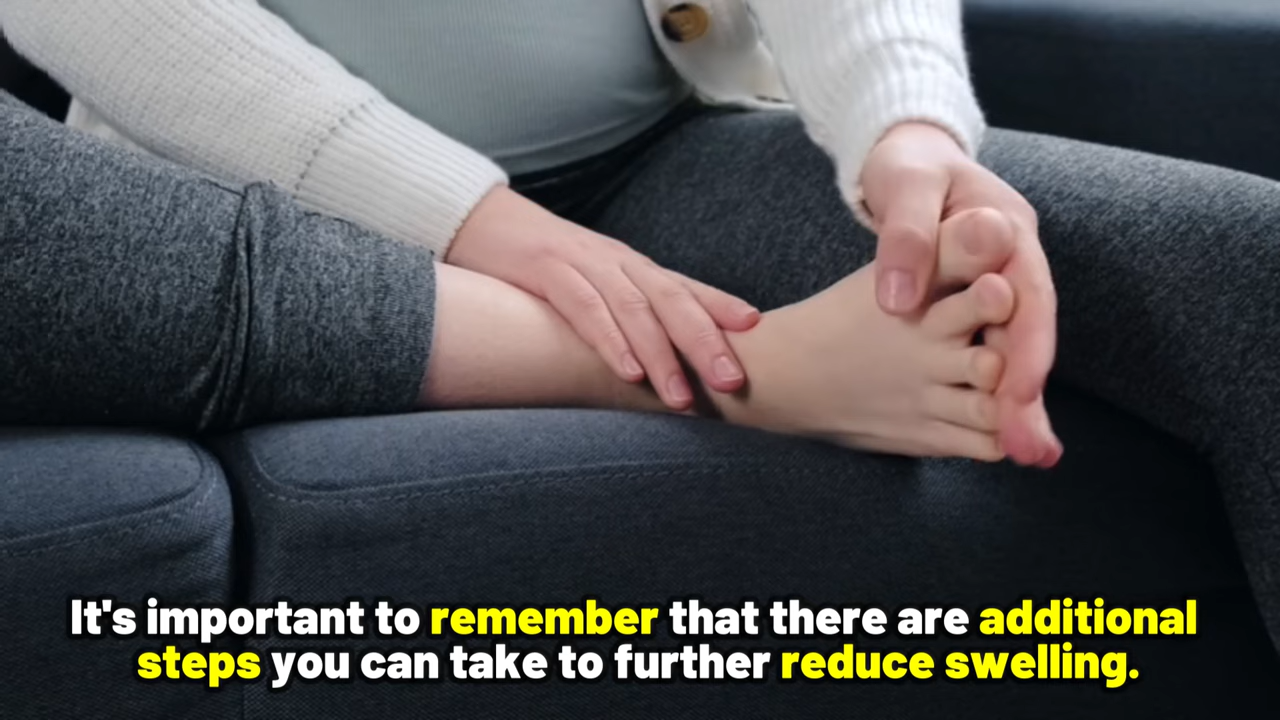 It's important to remember that there are additional
steps you can take to further reduce swelling.